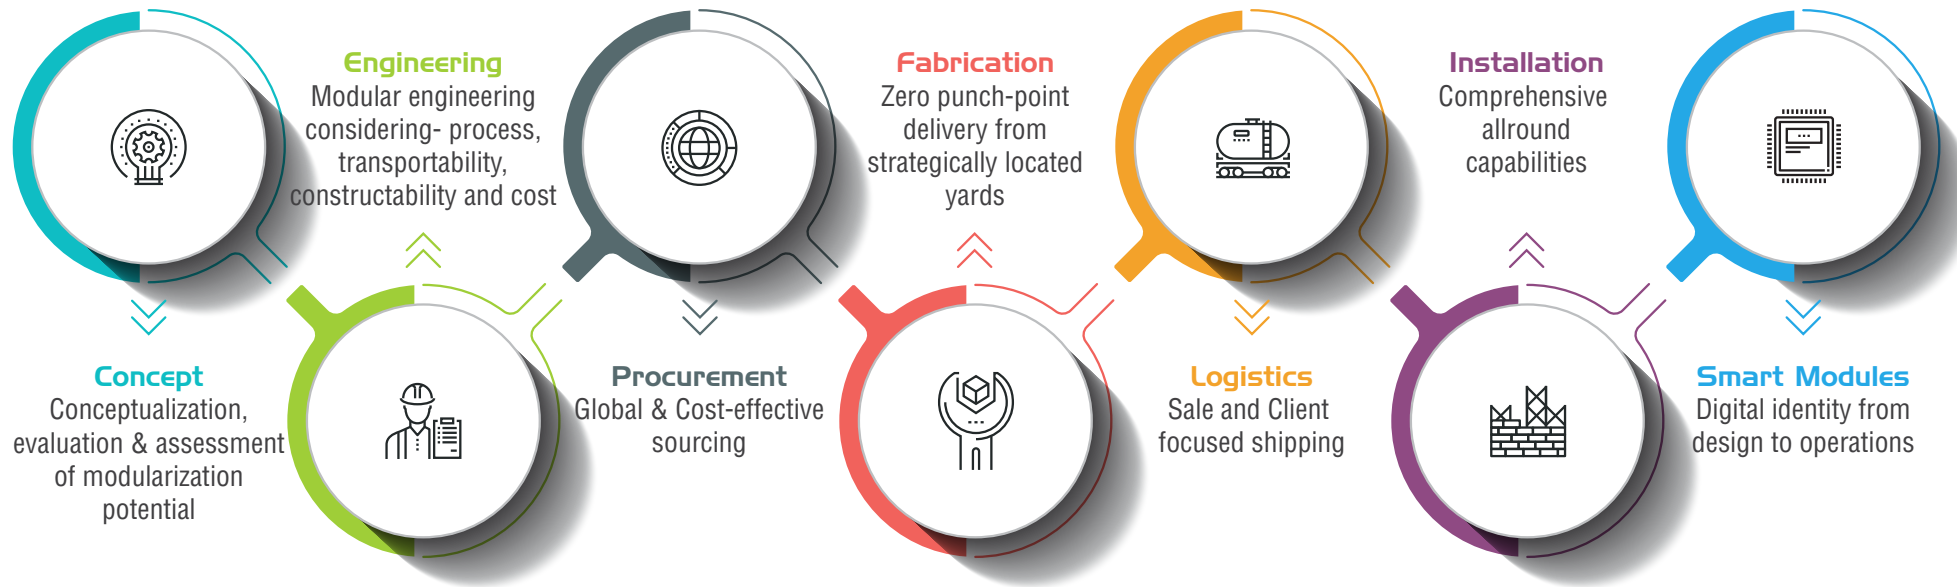 Concept
Conceptualization,
evaluation & assessment
of modularization
potential
Engineering
Modular engineering
considering- process,
transportability,
constructability and cost
Procurement
Global & Cost-effective
sourcing
Fabrication
Zero punch-point
delivery from
strategically located
yards
Logistics
Sale and Client
focused shipping
Installation
Comprehensive
allround
capabilities
Smart Modules
Digital identity from
design to operations